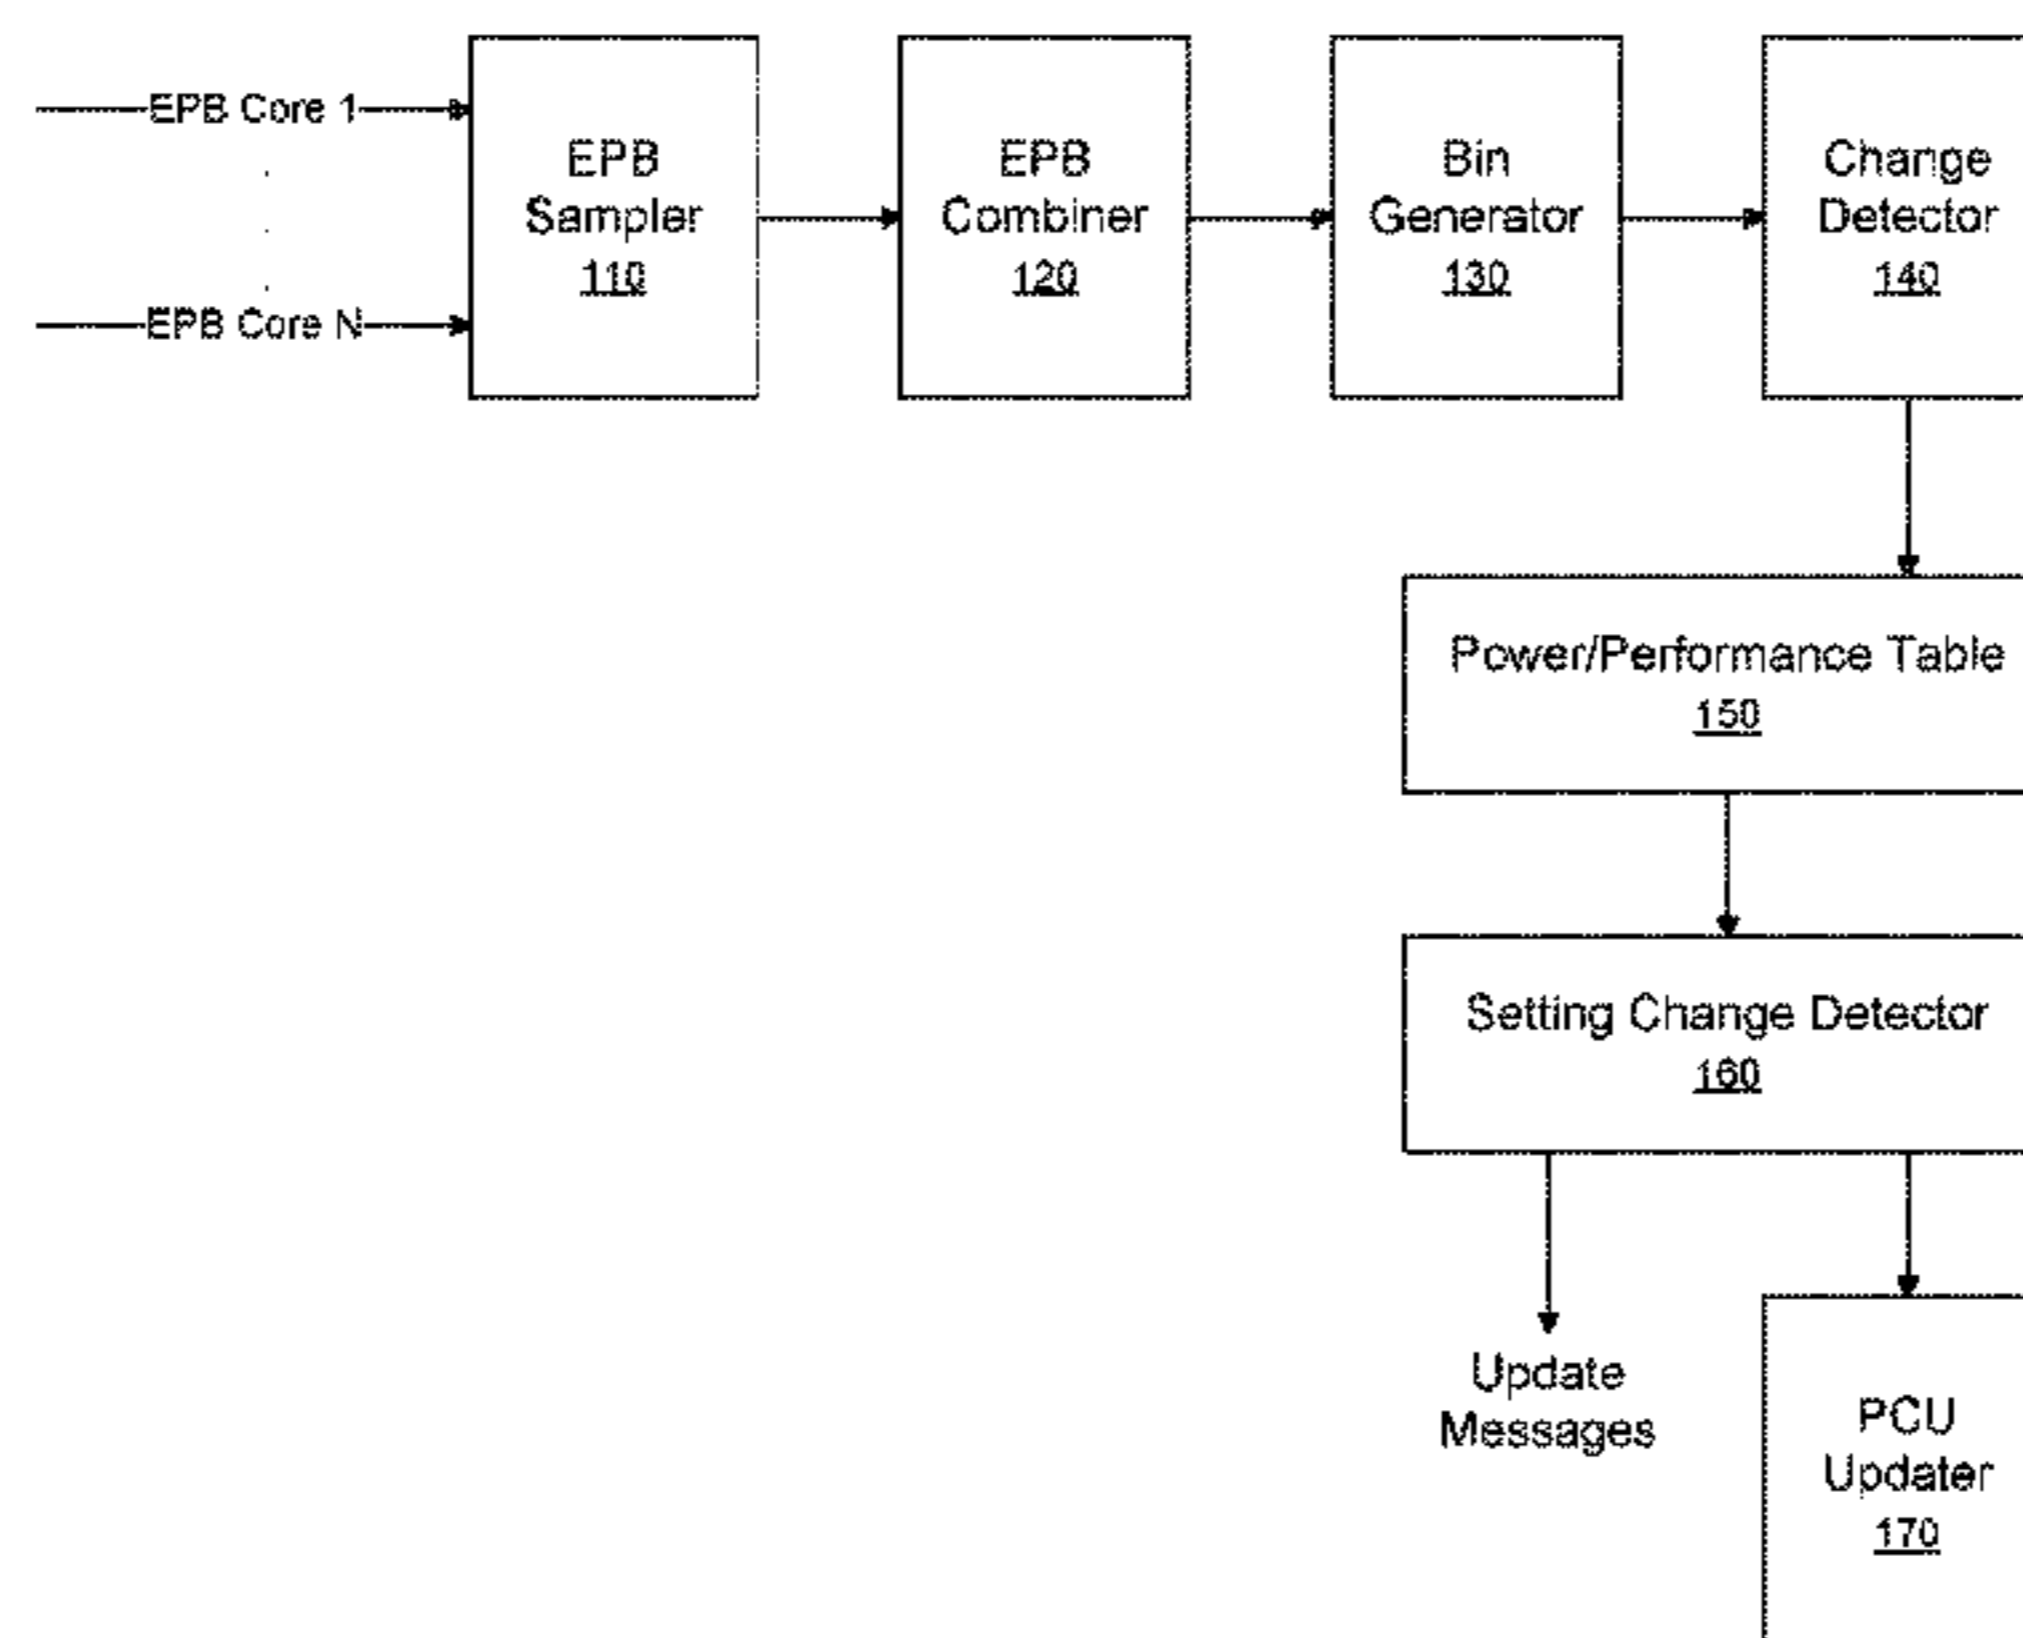 EPB Core 1
EPB Core N
EPB
Sampler
110
EPB
Combiner
120
Bin
Generator
130
Change
Detector
140
Power/Performance Table
150
Setting Change Detector
160
Update
Messages
PCU
Updater
170